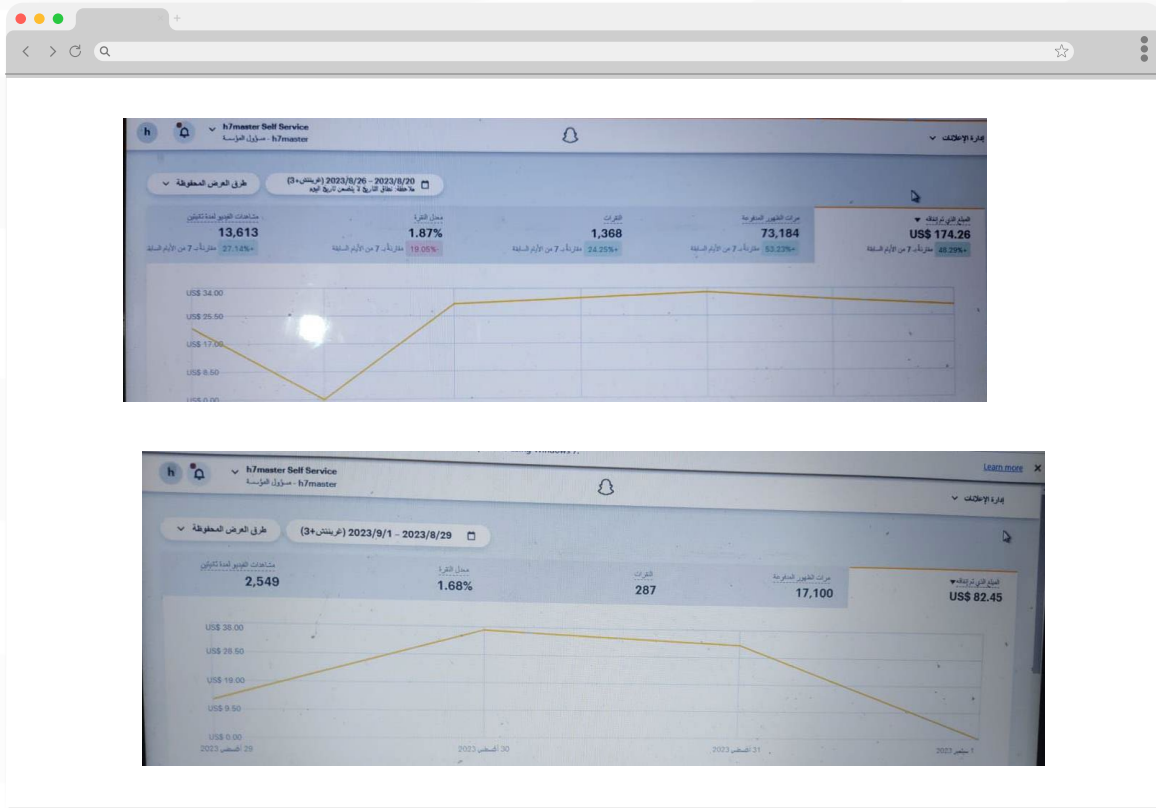 h
h7master Self Service
h7master - مسؤول المؤسسة
إدارة الإعلانات
طرق العرض المحفوظة
2023/8/20 – 2023/8/26 (غرينتش+3)
ملاحظة: نطاق التاريخ لا يتضمن تاريخ اليوم
المبلغ الذي تم إنفاقه
US$ 174.26
48.29%+ مقارنةً بـ 7 من الأيام السابقة
مرات الظهور المدفوعة
73,184
53.23%+ مقارنةً بـ 7 من الأيام السابقة
النقرات
1,368
24.25%+ مقارنةً بـ 7 من الأيام السابقة
معدل النقرة
1.87%
19.05%- مقارنةً بـ 7 من الأيام السابقة
مشاهدات الفيديو لمدة ثانيتين
13,613
27.14%+ مقارنةً بـ 7 من الأيام السابقة
US$ 34.00
US$ 25.50
US$ 17.00
US$ 8.50
US$ 0.00
Learn more
h
h7master Self Service
h7master - مسؤول المؤسسة
إدارة الإعلانات
طرق العرض المحفوظة
2023/8/29 – 2023/9/1 (غرينتش+3)
المبلغ الذي تم إنفاقه
US$ 82.45
مرات الظهور المدفوعة
17,100
النقرات
287
معدل النقرة
1.68%
مشاهدات الفيديو لمدة ثانيتين
2,549
US$ 38.00
US$ 28.50
US$ 19.00
US$ 9.50
US$ 0.00
29 أغسطس 2023
30 أغسطس 2023
31 أغسطس 2023
1 سبتمبر 2023